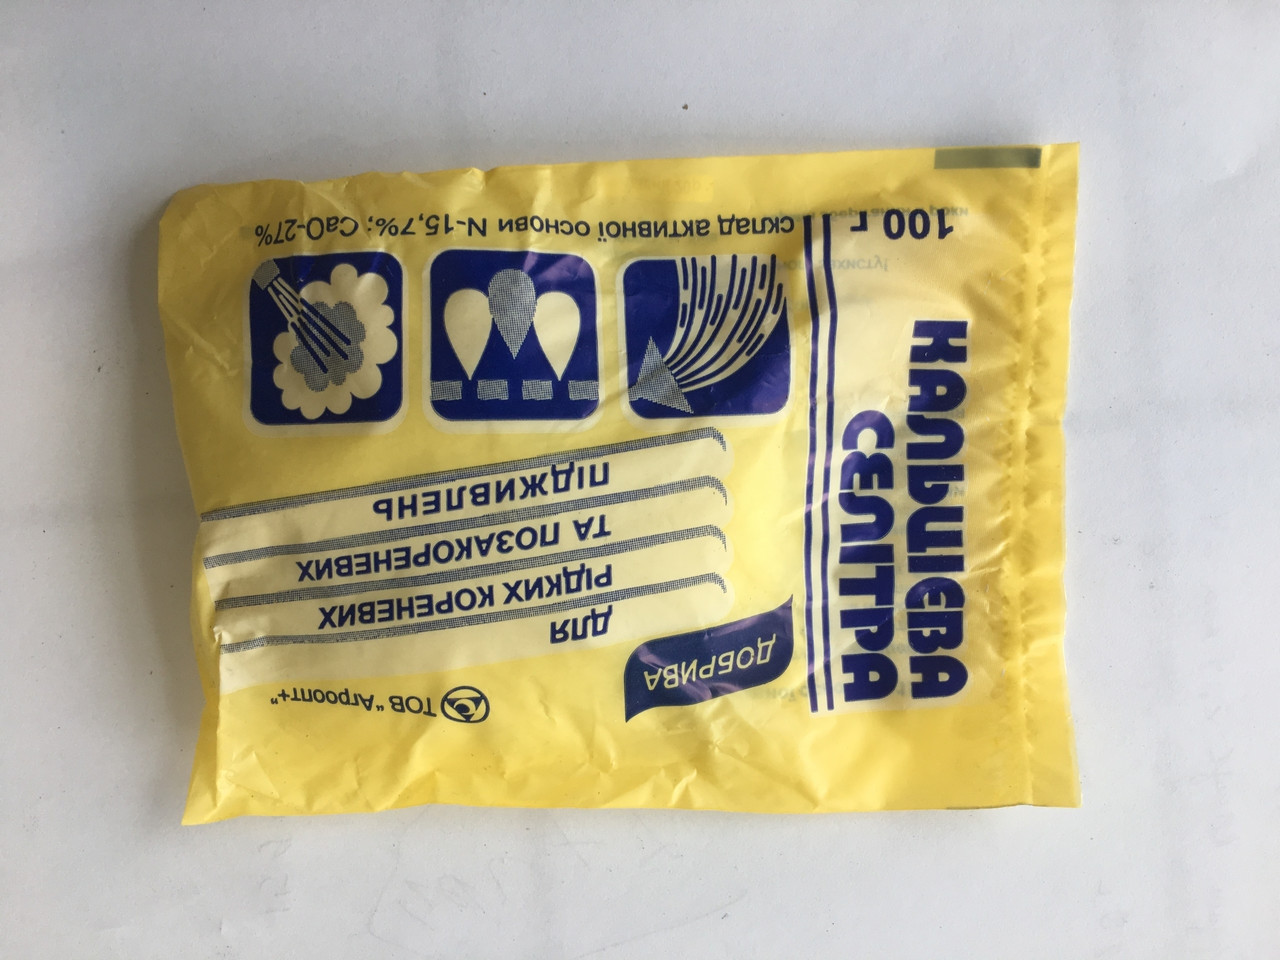 ТОВ "Агроопт+"
ДОБРИВА
ДЛЯ
РІДКИХ КОРЕНЕВИХ
ТА ПОЗАКОРЕНЕВИХ
ПІДЖИВЛЕНЬ
КАЛЬЦІЄВА
СЕЛІТРА
100 г
склад активної основи N-15,7%; CaO-27%
захисту!